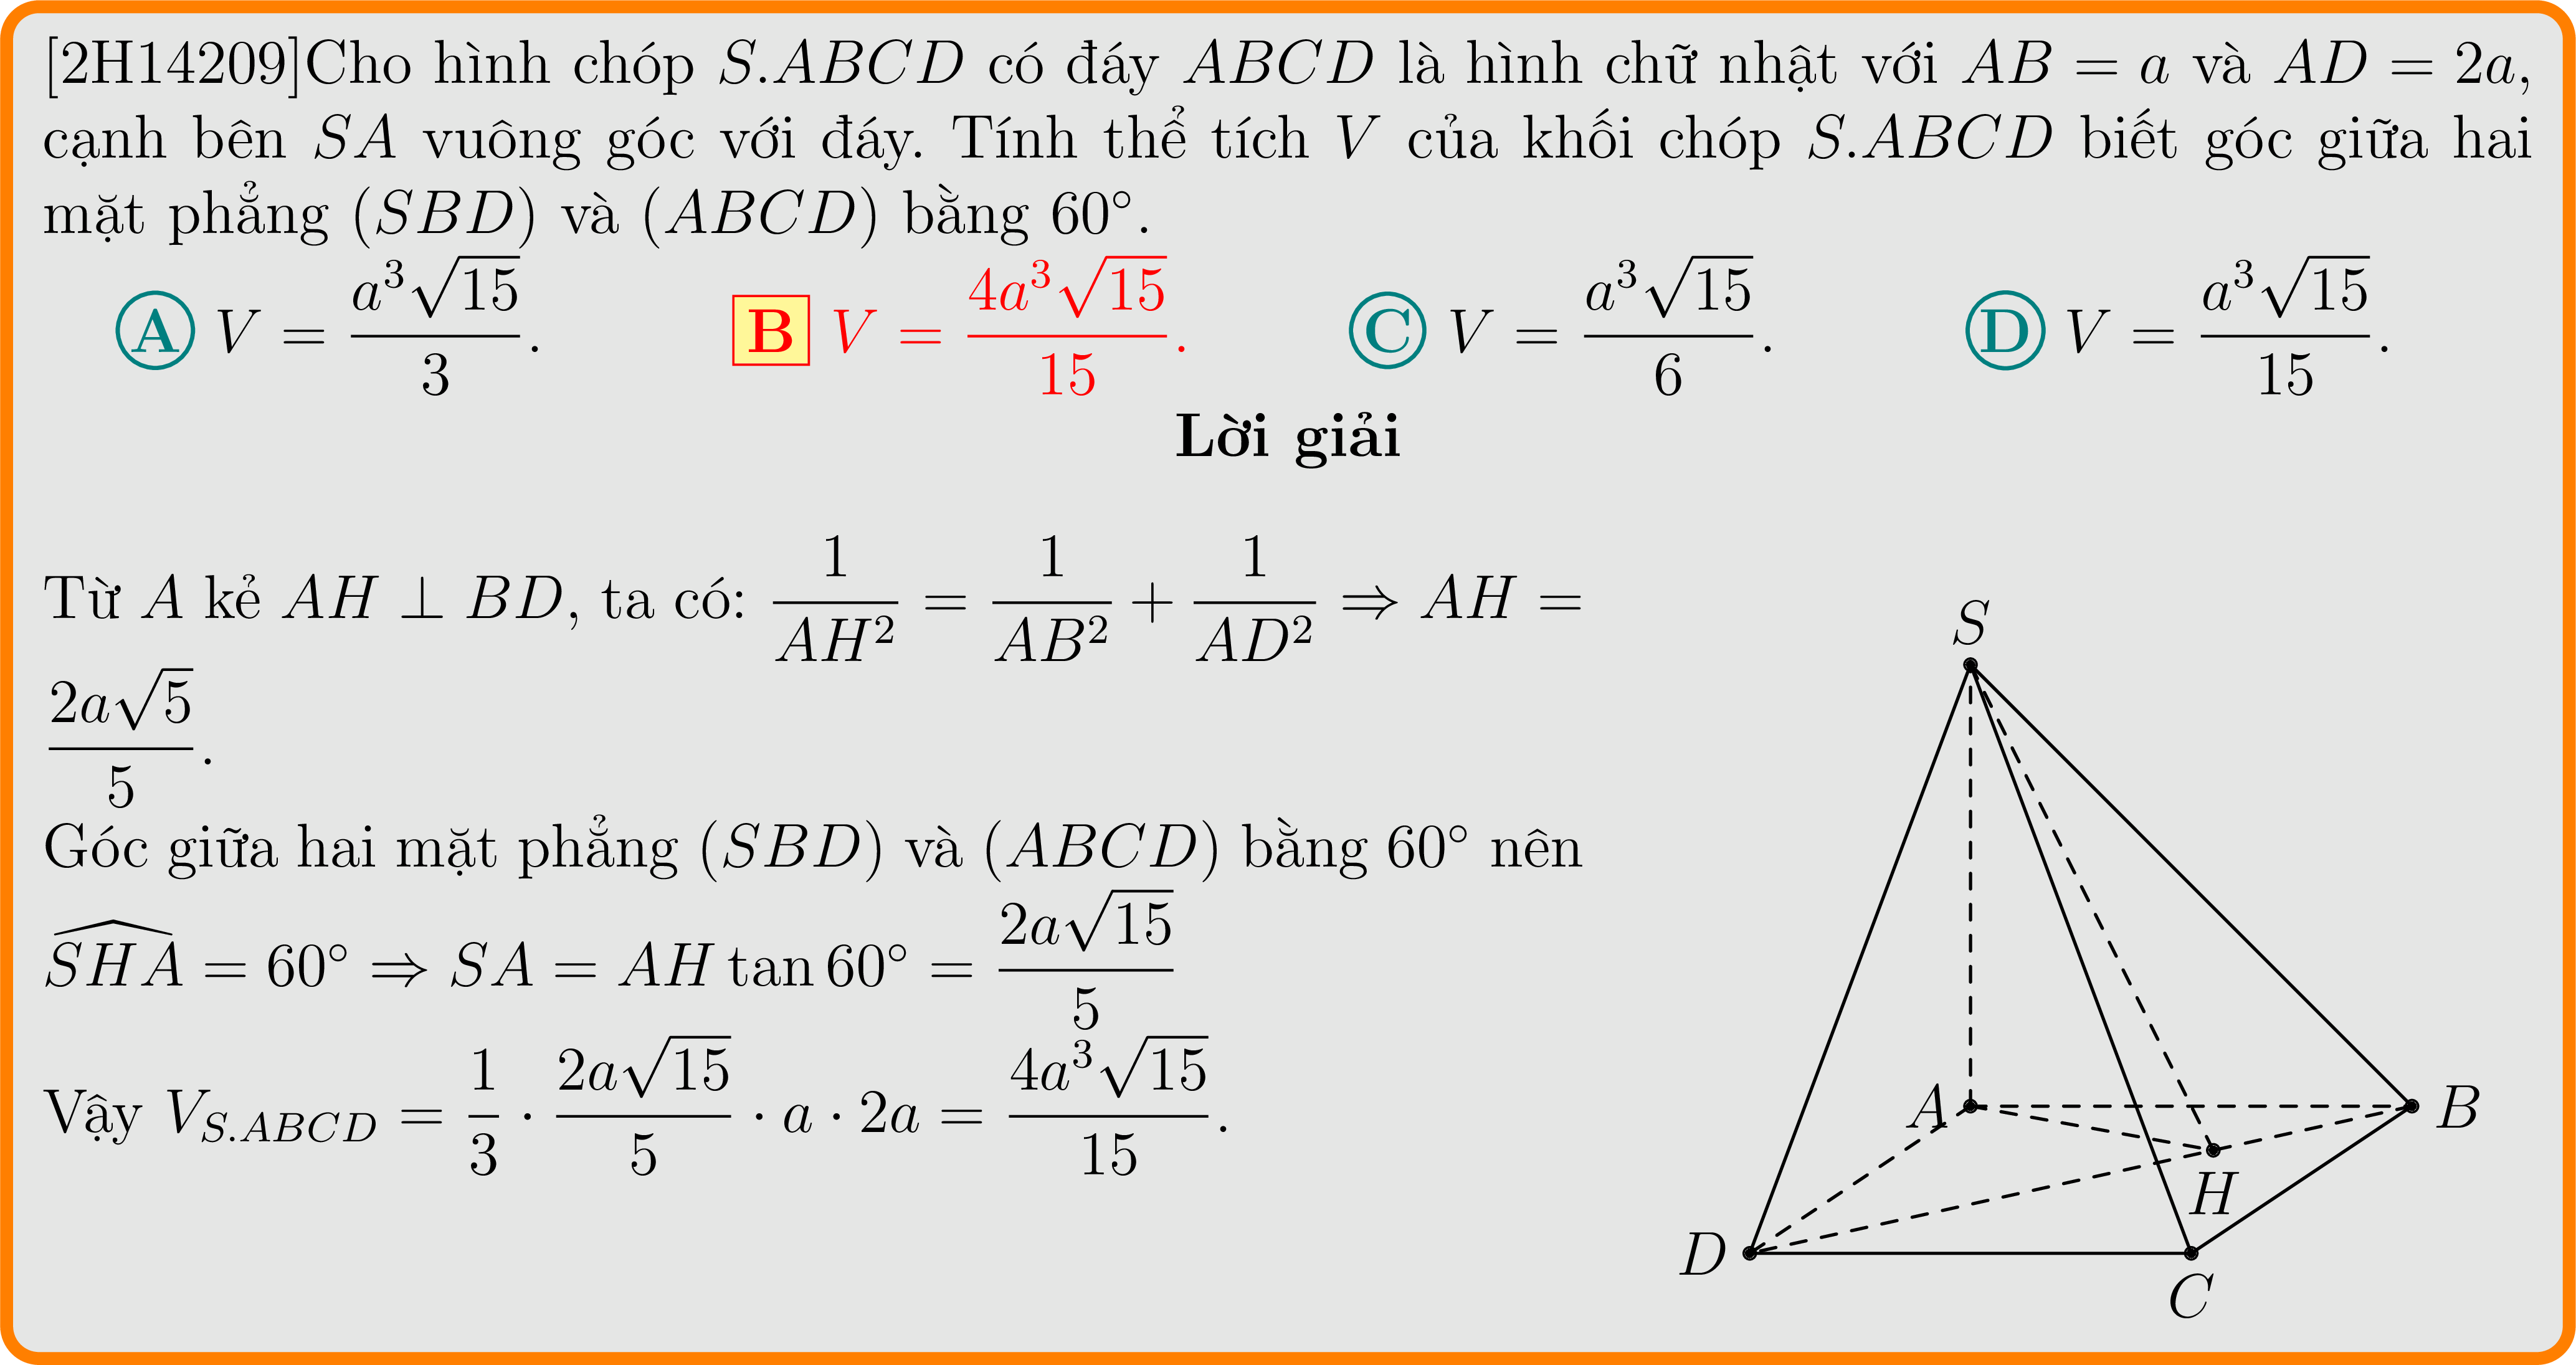 [2H14209]Cho hình chóp S.ABCD có đáy ABCD là hình chữ nhật với AB = a và AD = 2a,
cạnh bên SA vuông góc với đáy. Tính thể tích V của khối chóp S.ABCD biết góc giữa hai
mặt phẳng (SBD) và (ABCD) bằng 60°.
A V = \frac{a^3\sqrt{15}}{3}. B V = \frac{4a^3\sqrt{15}}{15}. C V = \frac{a^3\sqrt{15}}{6}. D V = \frac{a^3\sqrt{15}}{15}.
Lời giải
Từ A kẻ AH ⊥ BD, ta có: \frac{1}{AH^2} = \frac{1}{AB^2} + \frac{1}{AD^2} ⇒ AH =
\frac{2a\sqrt{5}}{5}.
Góc giữa hai mặt phẳng (SBD) và (ABCD) bằng 60° nên
\widehat{SHA} = 60° ⇒ SA = AH tan 60° = \frac{2a\sqrt{15}}{5}
Vậy V_{S.ABCD} = \frac{1}{3} · \frac{2a\sqrt{15}}{5} · a · 2a = \frac{4a^3\sqrt{15}}{15}.
S
A
B
H
D
C